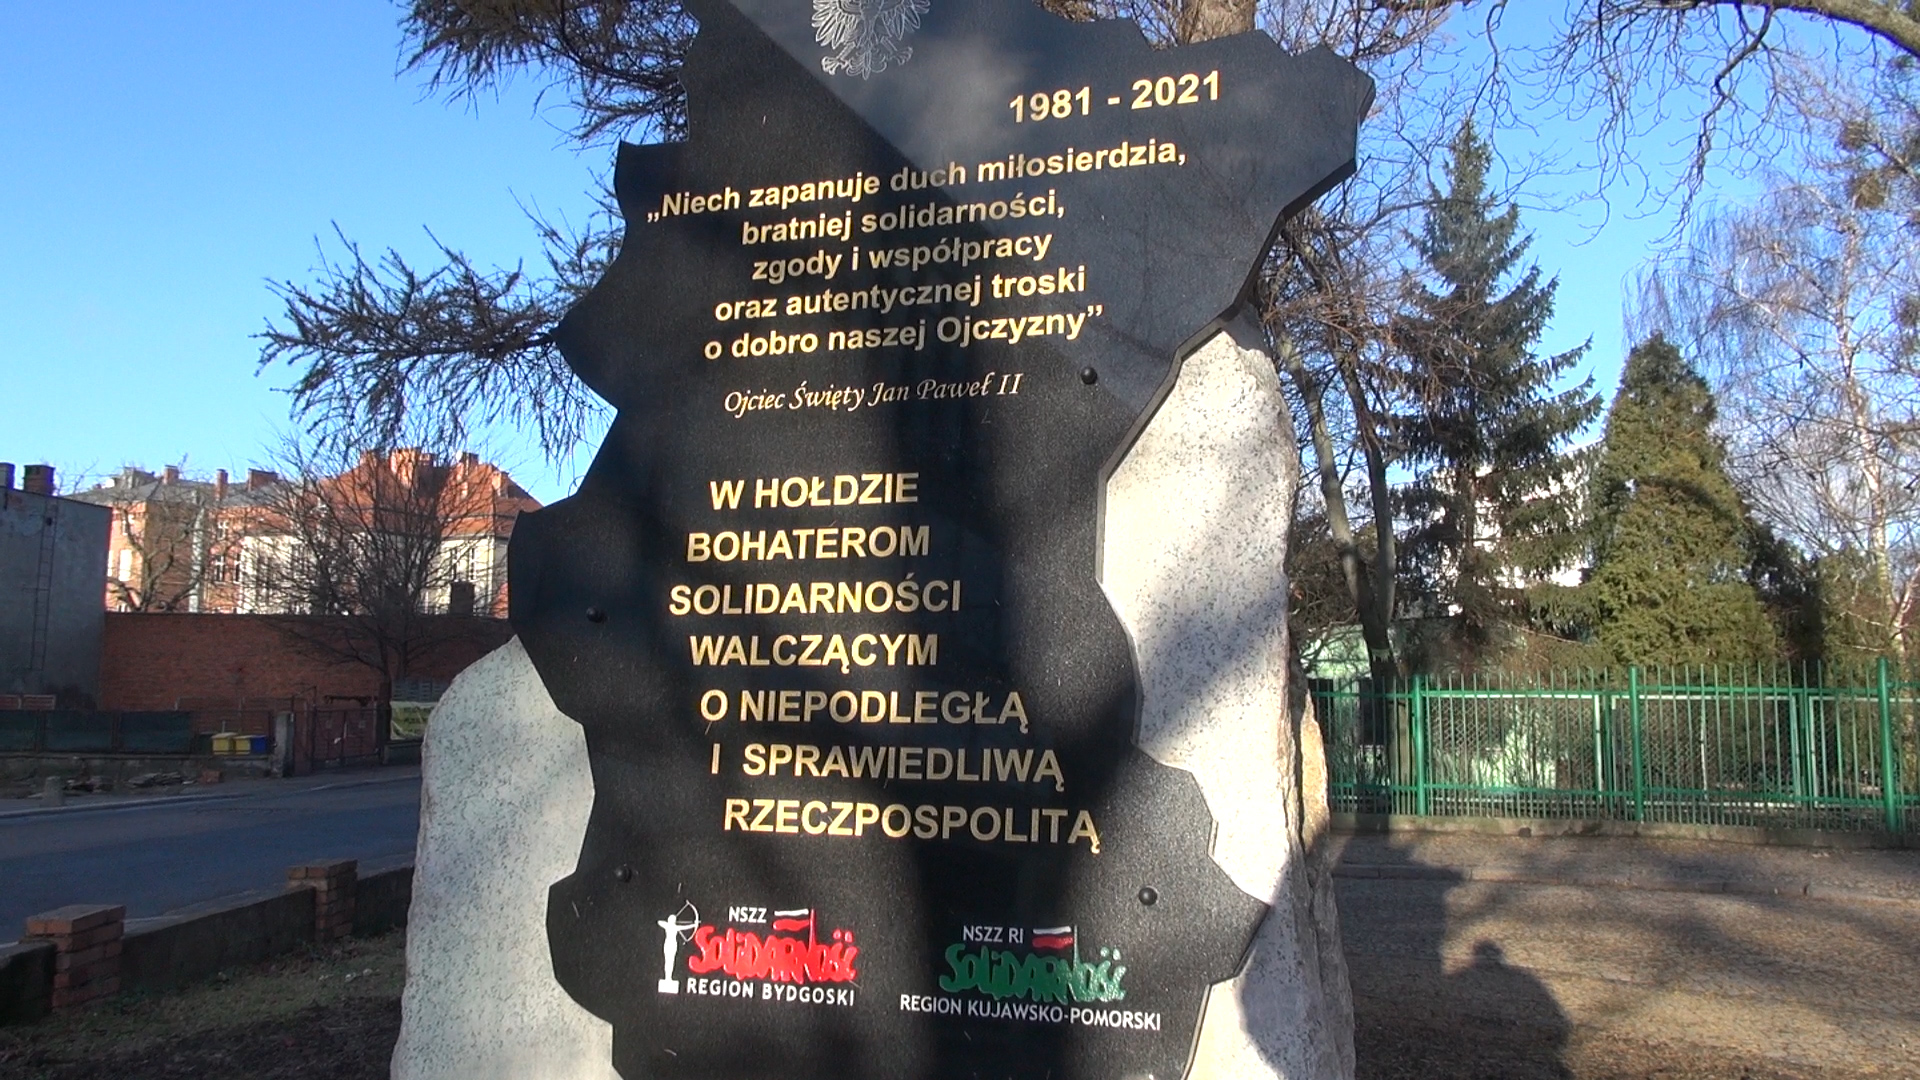 1981 - 2021
„Niech zapanuje duch miłosierdzia,
bratniej solidarności,
zgody i współpracy
oraz autentycznej troski
o dobro naszej Ojczyzny”
Ojciec Święty Jan Paweł II
W HOŁDZIE
BOHATEROM
SOLIDARNOŚCI
WALCZĄCYM
O NIEPODLEGŁĄ
I SPRAWIEDLIWĄ
RZECZPOSPOLITĄ
NSZZ
SOLIDARNOŚĆ
REGION BYDGOSKI
NSZZ RI
SOLIDARNOŚĆ
REGION KUJAWSKO-POMORSKI